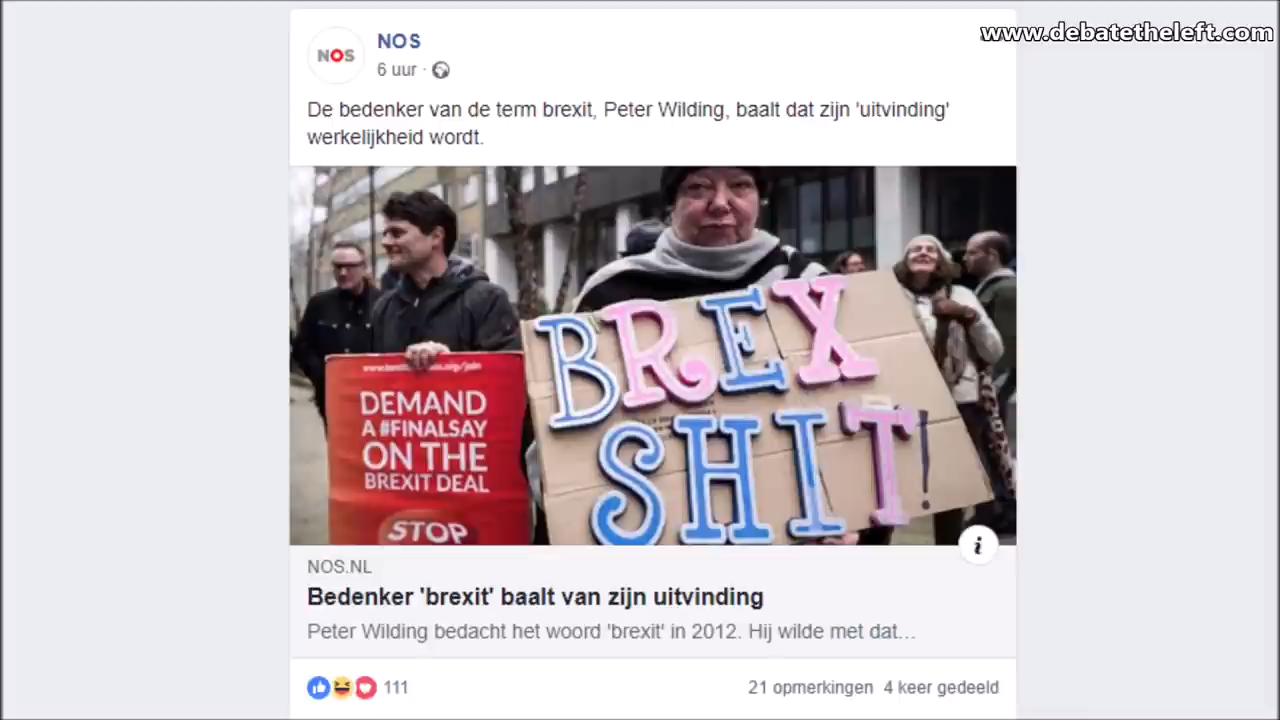 www.debatetheleft.com
NOS
NOS
6 uur ·
De bedenker van de term brexit, Peter Wilding, baalt dat zijn 'uitvinding'
werkelijkheid wordt.
DEMAND
A #FINALSAY
ON THE
BREXIT DEAL
STOP
BREX
SHIT!
i
NOS.NL
Bedenker 'brexit' baalt van zijn uitvinding
Peter Wilding bedacht het woord 'brexit' in 2012. Hij wilde met dat...
111
21 opmerkingen 4 keer gedeeld